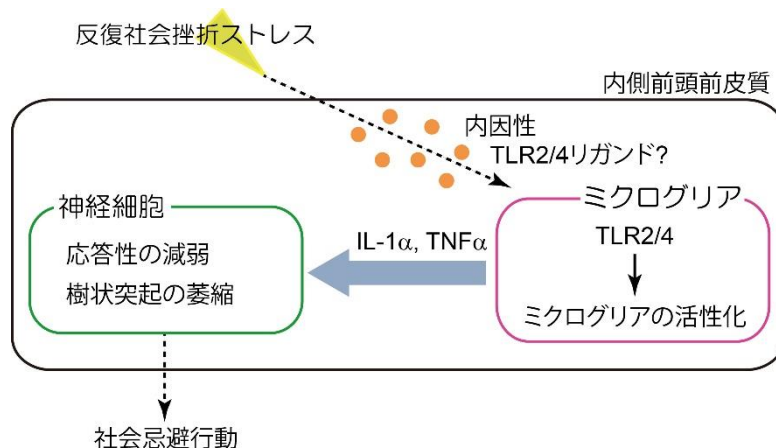 反復社会挫折ストレス
内側前頭前皮質
内因性
TLR2/4リガンド?
ミクログリア
神経細胞
TLR2/4
IL-1α, TNFα
応答性の減弱
樹状突起の萎縮
ミクログリアの活性化
社会忌避行動